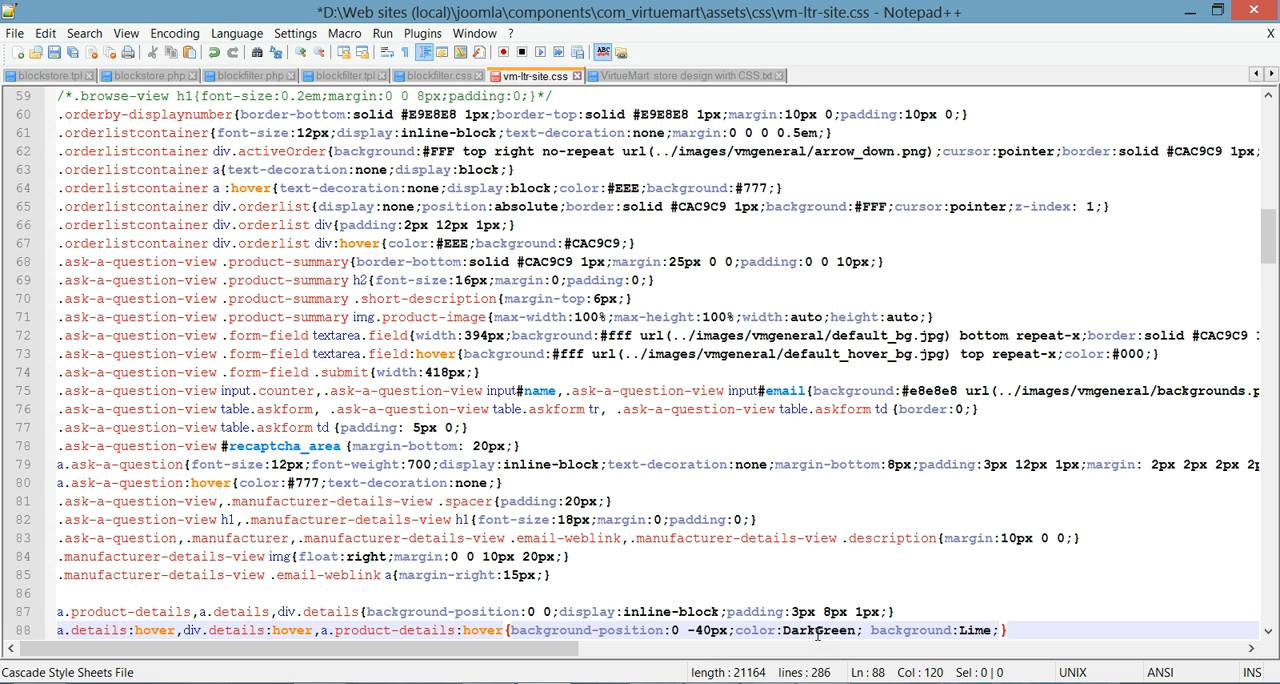 *D:\Web sites (local)\joomla\components\com_virtuemart\assets\css\vm-ltr-site.css - Notepad++
File Edit Search View Encoding Language Settings Macro Run Plugins Window ? X
blockstore.tpl blockstore.php blockfilter.php blockfilter.tpl blockfilter.css vm-ltr-site.css VirtueMart store design wirth CSS.txt
59 /*.browse-view h1{font-size:0.2em;margin:0 0 8px;padding:0;}*/
60 .orderby-displaynumber{border-bottom:solid #E9E8E8 1px;border-top:solid #E9E8E8 1px;margin:10px 0;padding:10px 0;}
61 .orderlistcontainer{font-size:12px;display:inline-block;text-decoration:none;margin:0 0 0 0.5em;}
62 .orderlistcontainer div.activeOrder{background:#FFF top right no-repeat url(../images/vmgeneral/arrow_down.png);cursor:pointer;border:solid #CAC9C9 1px;
63 .orderlistcontainer a{text-decoration:none;display:block;}
64 .orderlistcontainer a :hover{text-decoration:none;display:block;color:#EEE;background:#777;}
65 .orderlistcontainer div.orderlist{display:none;position:absolute;border:solid #CAC9C9 1px;background:#FFF;cursor:pointer;z-index: 1;}
66 .orderlistcontainer div.orderlist div{padding:2px 12px 1px;}
67 .orderlistcontainer div.orderlist div:hover{color:#EEE;background:#CAC9C9;}
68 .ask-a-question-view .product-summary{border-bottom:solid #CAC9C9 1px;margin:25px 0 0;padding:0 0 10px;}
69 .ask-a-question-view .product-summary h2{font-size:16px;margin:0;padding:0;}
70 .ask-a-question-view .product-summary .short-description{margin-top:6px;}
71 .ask-a-question-view .product-summary img.product-image{max-width:100%;max-height:100%;width:auto;height:auto;}
72 .ask-a-question-view .form-field textarea.field{width:394px;background:#fff url(../images/vmgeneral/default_bg.jpg) bottom repeat-x;border:solid #CAC9C9
73 .ask-a-question-view .form-field textarea.field:hover{background:#fff url(../images/vmgeneral/default_hover_bg.jpg) top repeat-x;color:#000;}
74 .ask-a-question-view .form-field .submit{width:418px;}
75 .ask-a-question-view input.counter,.ask-a-question-view input#name,.ask-a-question-view input#email{background:#e8e8e8 url(../images/vmgeneral/backgrounds.p
76 .ask-a-question-view table.askform, .ask-a-question-view table.askform tr, .ask-a-question-view table.askform td {border:0;}
77 .ask-a-question-view table.askform td {padding: 5px 0;}
78 .ask-a-question-view #recaptcha_area {margin-bottom: 20px;}
79 a.ask-a-question{font-size:12px;font-weight:700;display:inline-block;text-decoration:none;margin-bottom:8px;padding:3px 12px 1px;margin: 2px 2px 2px 2
80 a.ask-a-question:hover{color:#777;text-decoration:none;}
81 .ask-a-question-view,.manufacturer-details-view .spacer{padding:20px;}
82 .ask-a-question-view h1,.manufacturer-details-view h1{font-size:18px;margin:0;padding:0;}
83 .ask-a-question,.manufacturer,.manufacturer-details-view .email-weblink,.manufacturer-details-view .description{margin:10px 0 0;}
84 .manufacturer-details-view img{float:right;margin:0 0 10px 20px;}
85 .manufacturer-details-view .email-weblink a{margin-right:15px;}
86
87 a.product-details,a.details,div.details{background-position:0 0;display:inline-block;padding:3px 8px 1px;}
88 a.details:hover,div.details:hover,a.product-details:hover{background-position:0 -40px;color:DarkGreen; background:Lime;}
Cascade Style Sheets File length : 21164 lines : 286 Ln : 88 Col : 120 Sel : 0 | 0 UNIX ANSI INS